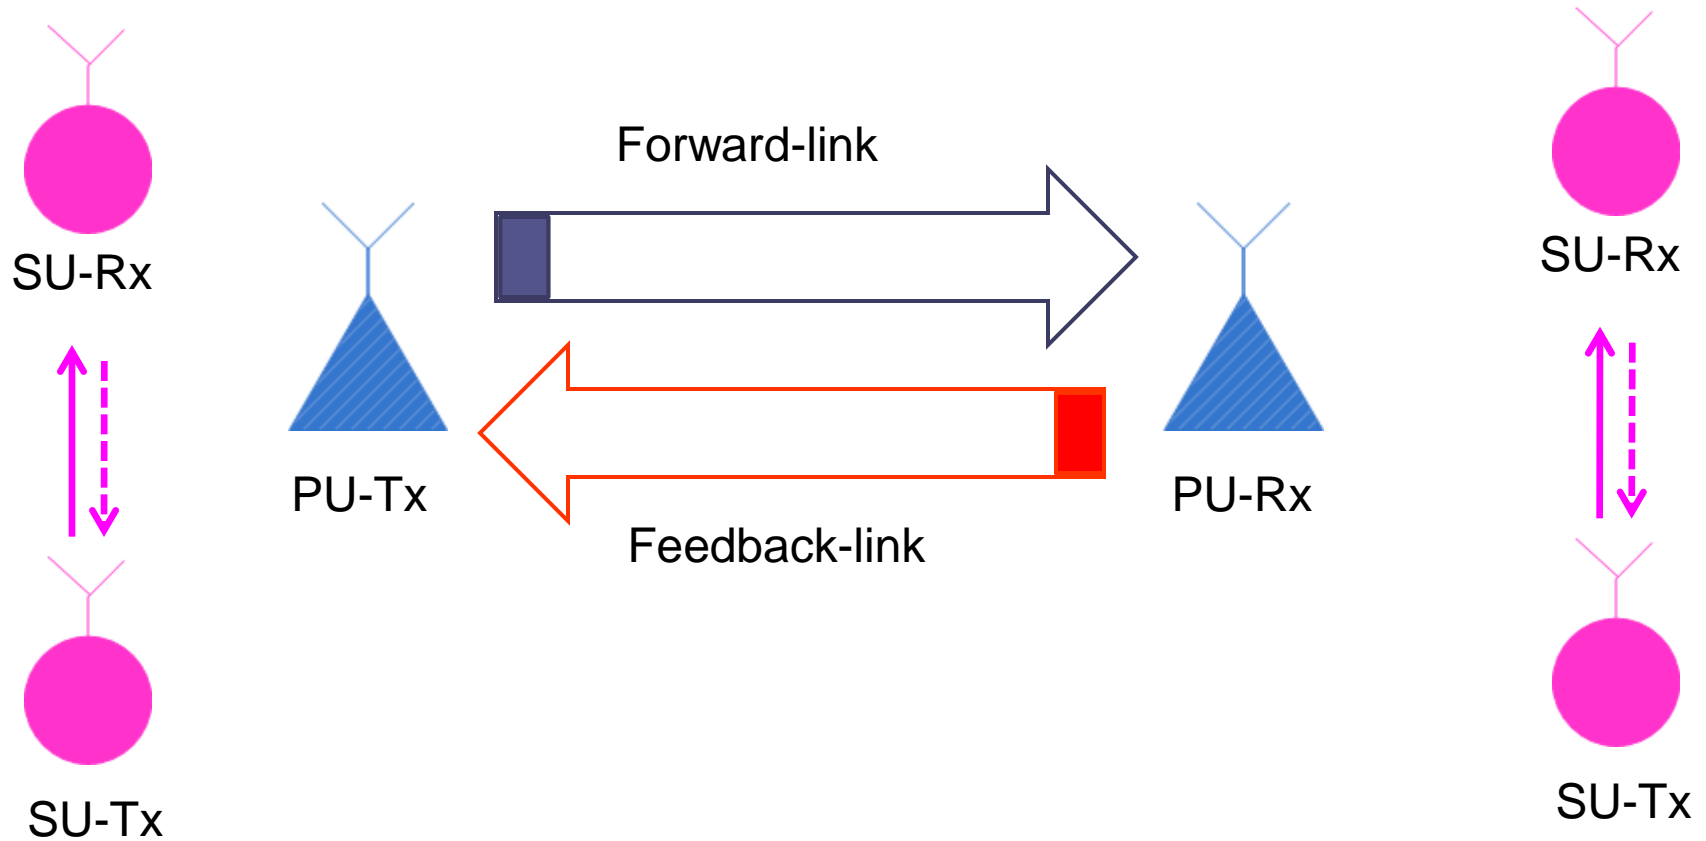 Forward-link
SU-Rx
SU-Rx
PU-Tx
PU-Rx
Feedback-link
SU-Tx
SU-Tx